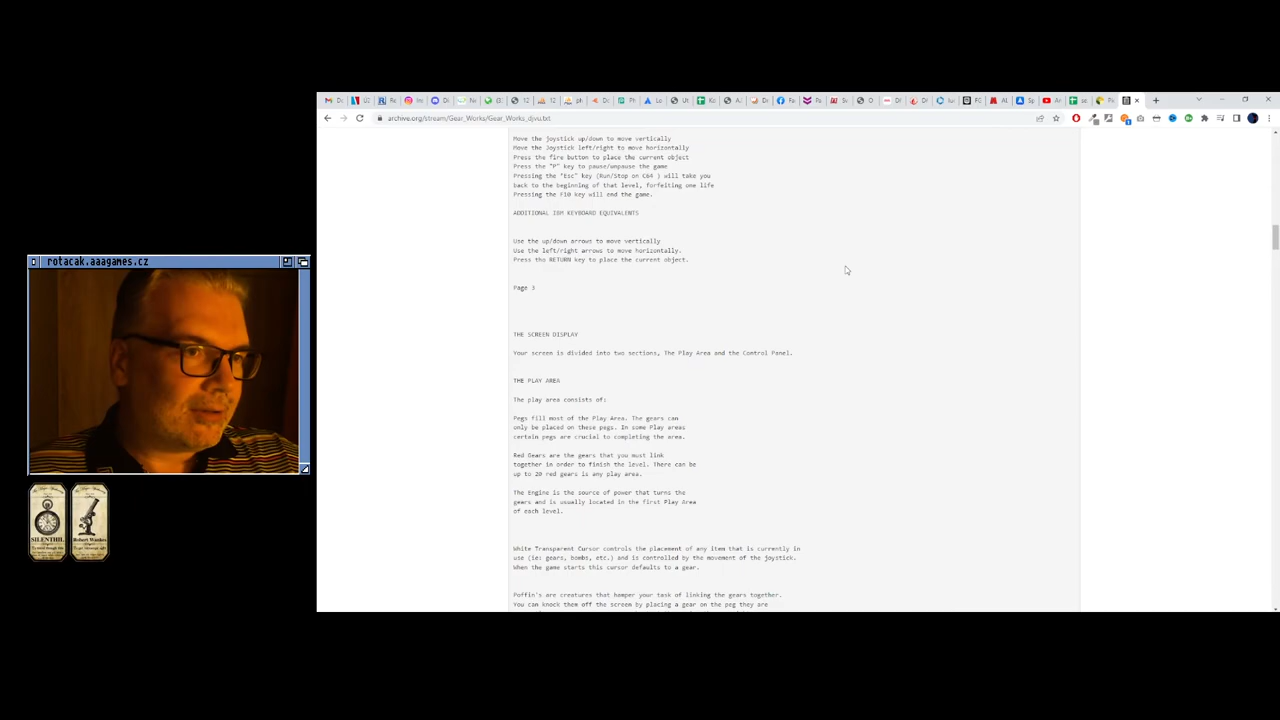 archive.org/stream/Gear_Works/Gear_Works_djvu.txt
Move the joystick up/down to move vertically
Move the Joystick left/right to move horizontally
Press the fire button to place the current object
Press the "P" key to pause/unpause the game
Pressing the "Esc" key (Run/Stop on C64 ) will take you
back to the beginning of that level, forfeiting one life
Pressing the F10 key will end the game.
ADDITIONAL IBM KEYBOARD EQUIVALENTS
Use the up/down arrows to move vertically
Use the left/right arrows to move horizontally.
Press tho RETURN key to place the current object.
Page 3
THE SCREEN DISPLAY
Your screen is divided into two sections, The Play Area and the Control Panel.
THE PLAY AREA
The play area consists of:
Pegs fill most of the Play Area. The gears can
only be placed on these pegs. In some Play areas
certain pegs are crucial to completing the area.
Red Gears are the gears that you must link
together in order to finish the level. There can be
up to 20 red gears is any play area.
The Engine is the source of power that turns the
gears and is usually located in the first Play Area
of each level.
White Transparent Cursor controls the placement of any item that is currently in
use (ie: gears, bombs, etc.) and is controlled by the movement of the joystick.
When the game starts this cursor defaults to a gear.
Poffin's are creatures that hamper your task of linking the gears together.
You can knock them off the screen by placing a gear on the peg they are
rotacak.aaagames.cz
SILENTHIL